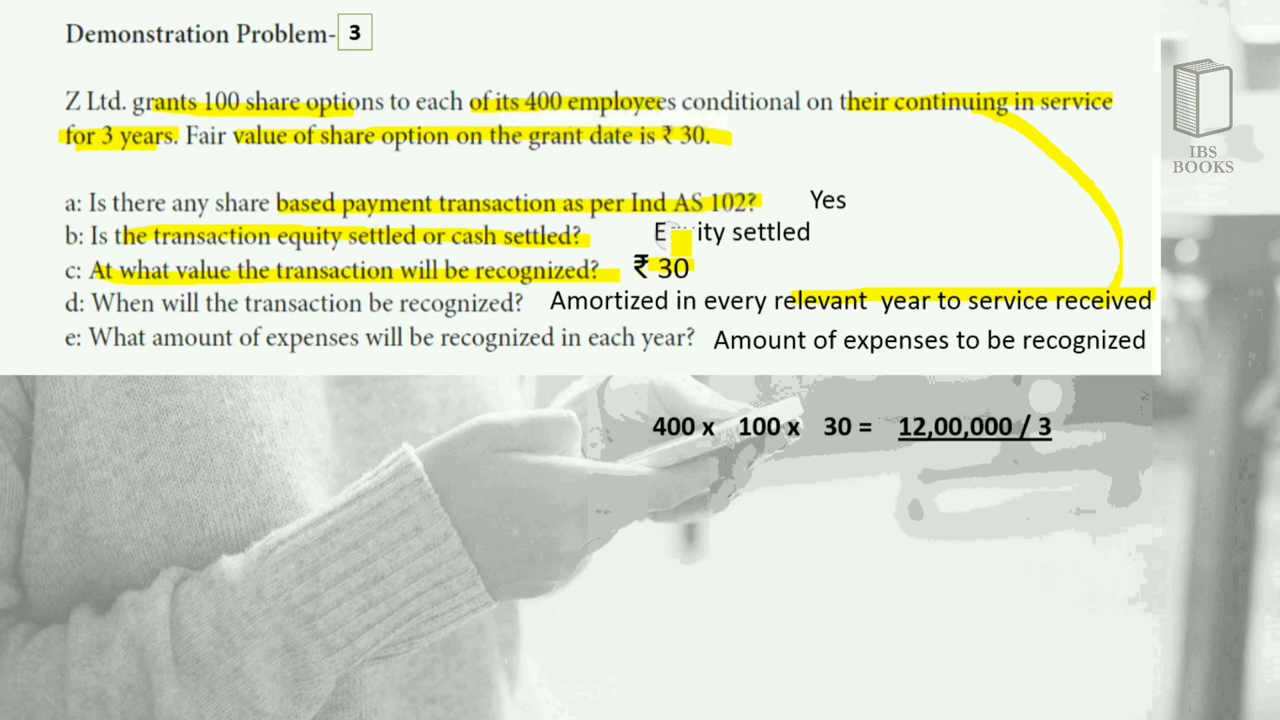 Demonstration Problem- 3
Z Ltd. grants 100 share options to each of its 400 employees conditional on their continuing in service
for 3 years. Fair value of share option on the grant date is ₹ 30.
a: Is there any share based payment transaction as per Ind AS 102? Yes
b: Is the transaction equity settled or cash settled? settled
c: At what value the transaction will be recognized? ₹ 30
d: When will the transaction be recognized? Amortized in every relevant year to service received
e: What amount of expenses will be recognized in each year? Amount of expenses to be recognized
400 x 100 x 30 = 12,00,000 / 3
IBS
BOOKS